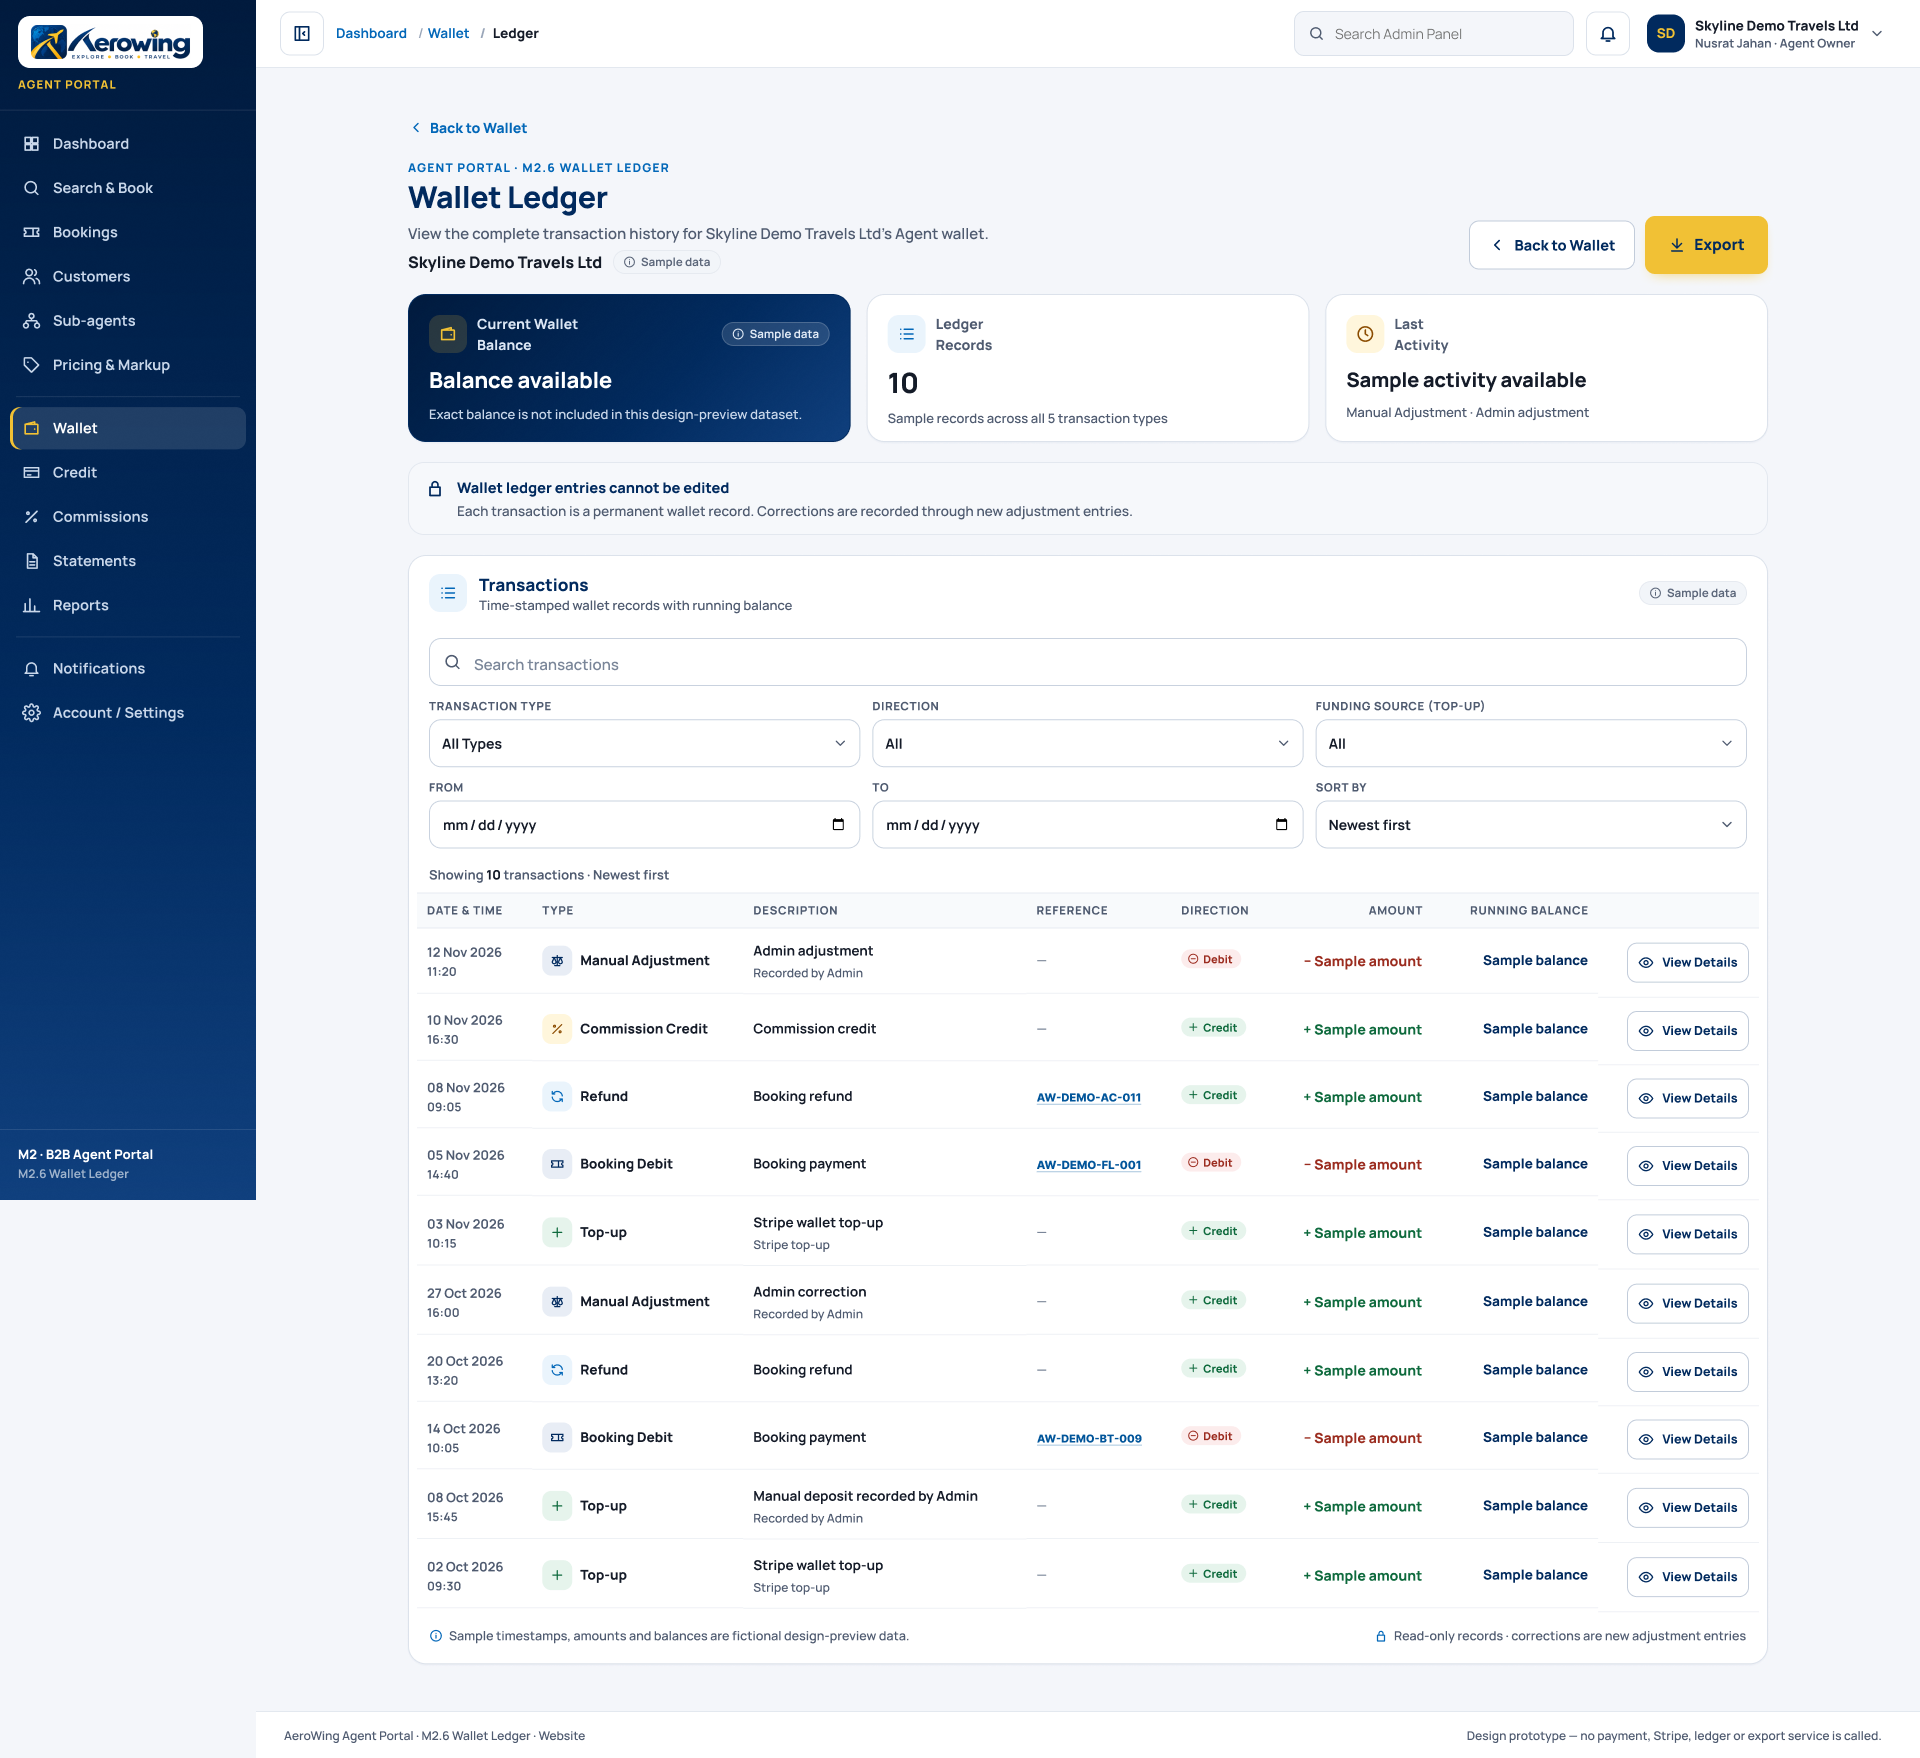 Aerowing
EXPLORE • BOOK • TRAVEL
AGENT PORTAL
Dashboard
Search & Book
Bookings
Customers
Sub-agents
Pricing & Markup
Wallet
Credit
Commissions
Statements
Reports
Notifications
Account / Settings
M2 · B2B Agent Portal
M2.6 Wallet Ledger
Dashboard / Wallet / Ledger
Search Admin Panel
SD
Skyline Demo Travels Ltd
Nusrat Jahan · Agent Owner
Back to Wallet
AGENT PORTAL · M2.6 WALLET LEDGER
Wallet Ledger
View the complete transaction history for Skyline Demo Travels Ltd's Agent wallet.
Skyline Demo Travels Ltd Sample data
Back to Wallet
Export
Current Wallet
Balance
Sample data
Balance available
Exact balance is not included in this design-preview dataset.
Ledger
Records
10
Sample records across all 5 transaction types
Last
Activity
Sample activity available
Manual Adjustment · Admin adjustment
Wallet ledger entries cannot be edited
Each transaction is a permanent wallet record. Corrections are recorded through new adjustment entries.
Transactions
Time-stamped wallet records with running balance
Sample data
Search transactions
TRANSACTION TYPE DIRECTION FUNDING SOURCE (TOP-UP)
All Types All All
FROM TO SORT BY
mm/dd/yyyy mm/dd/yyyy Newest first
Showing 10 transactions · Newest first
DATE & TIME TYPE DESCRIPTION REFERENCE DIRECTION AMOUNT RUNNING BALANCE
12 Nov 2026
11:20
Manual Adjustment
Admin adjustment
Recorded by Admin
— Debit − Sample amount Sample balance View Details
10 Nov 2026
16:30
Commission Credit Commission credit — + Credit + Sample amount Sample balance View Details
08 Nov 2026
09:05
Refund Booking refund AW-DEMO-AC-011 + Credit + Sample amount Sample balance View Details
05 Nov 2026
14:40
Booking Debit Booking payment AW-DEMO-FL-001 Debit − Sample amount Sample balance View Details
03 Nov 2026
10:15
Top-up
Stripe wallet top-up
Stripe top-up
— + Credit + Sample amount Sample balance View Details
27 Oct 2026
16:00
Manual Adjustment
Admin correction
Recorded by Admin
— + Credit + Sample amount Sample balance View Details
20 Oct 2026
13:20
Refund Booking refund — + Credit + Sample amount Sample balance View Details
14 Oct 2026
10:05
Booking Debit Booking payment AW-DEMO-BT-009 Debit − Sample amount Sample balance View Details
08 Oct 2026
15:45
Top-up
Manual deposit recorded by Admin
Recorded by Admin
— + Credit + Sample amount Sample balance View Details
02 Oct 2026
09:30
Top-up
Stripe wallet top-up
Stripe top-up
— + Credit + Sample amount Sample balance View Details
Sample timestamps, amounts and balances are fictional design-preview data.
Read-only records · corrections are new adjustment entries
AeroWing Agent Portal · M2.6 Wallet Ledger · Website
Design prototype — no payment, Stripe, ledger or export service is called.